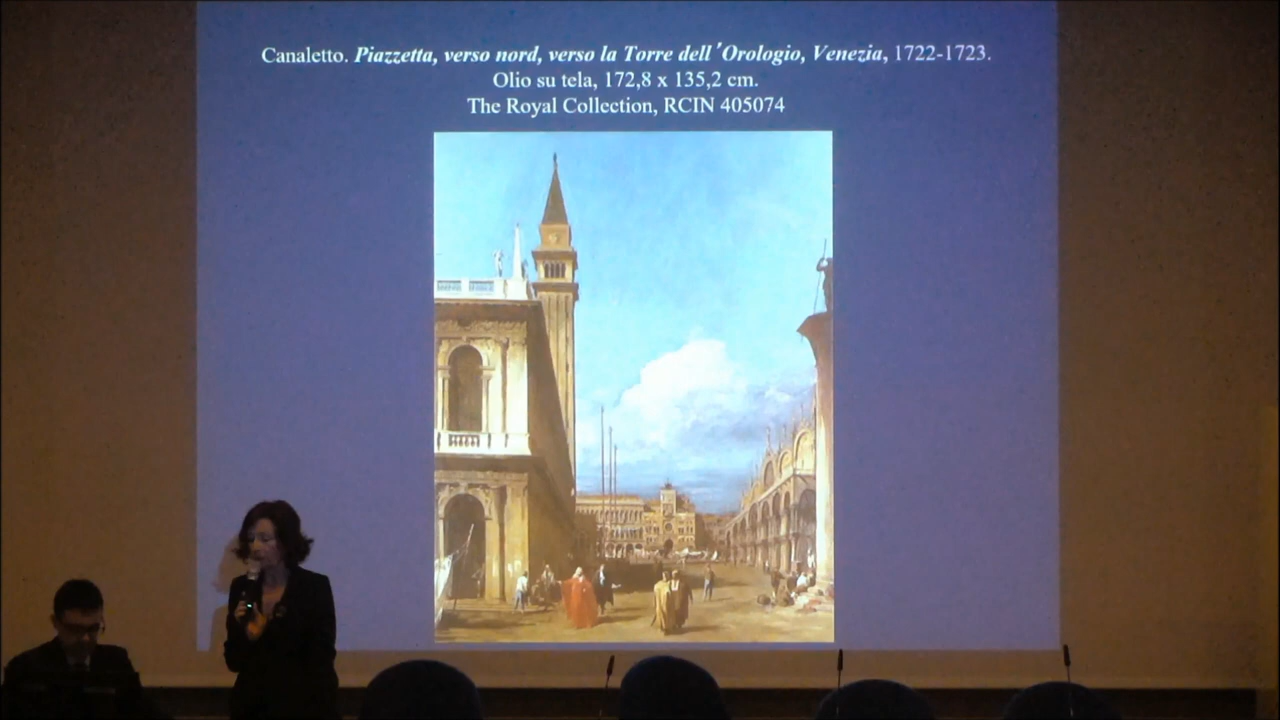 Canaletto. Piazzetta, verso nord, verso la Torre dell'Orologio, Venezia, 1722-1723.
Olio su tela, 172,8 x 135,2 cm.
The Royal Collection, RCIN 405074